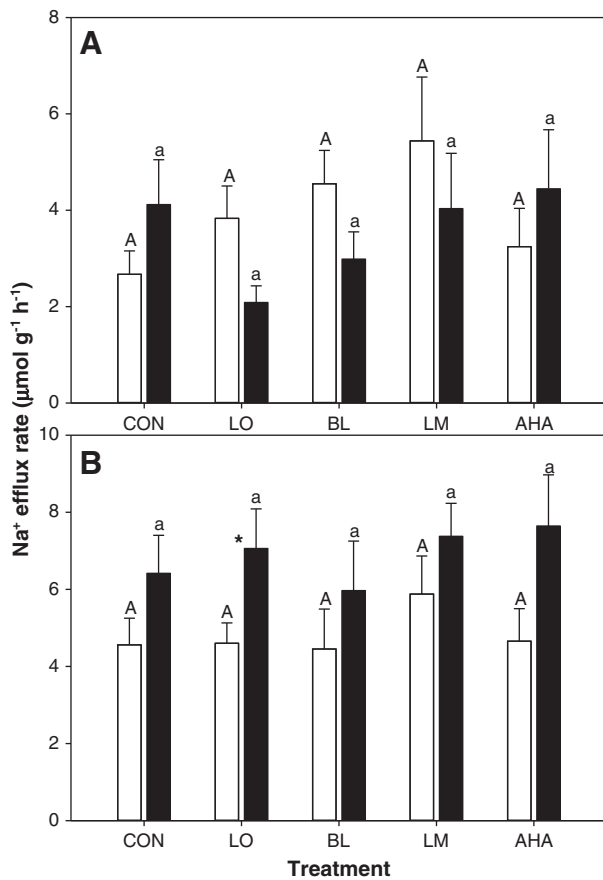 Na⁺ efflux rate (μmol g⁻¹ h⁻¹)
8
6
4
2
0
A
A a A a A a A a A a
CON LO BL LM AHA
10
8
6
4
2
0
B
A a A * a A a A a A a
CON LO BL LM AHA
Treatment